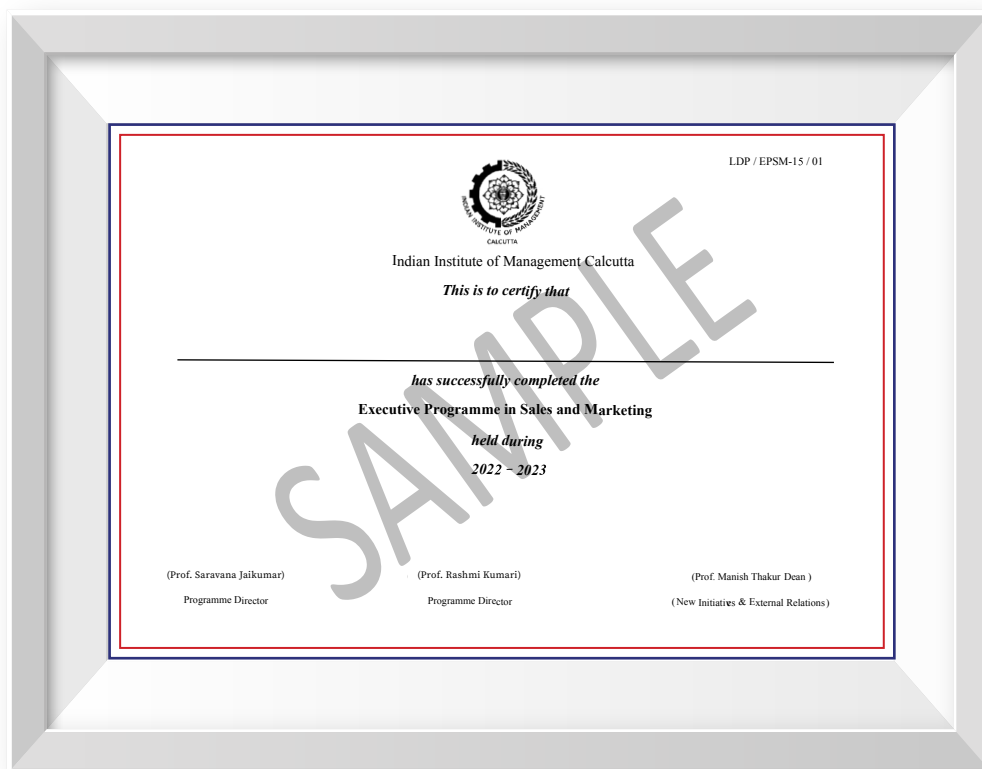 LDP / EPSM-15 / 01
INDIAN INSTITUTE OF MANAGEMENT
CALCUTTA
Indian Institute of Management Calcutta
This is to certify that
has successfully completed the
Executive Programme in Sales and Marketing
held during
2022 – 2023
SAMPLE
(Prof. Saravana Jaikumar) (Prof. Rashmi Kumari) (Prof. Manish Thakur Dean )
Programme Director Programme Director (New Initiatives & External Relations)